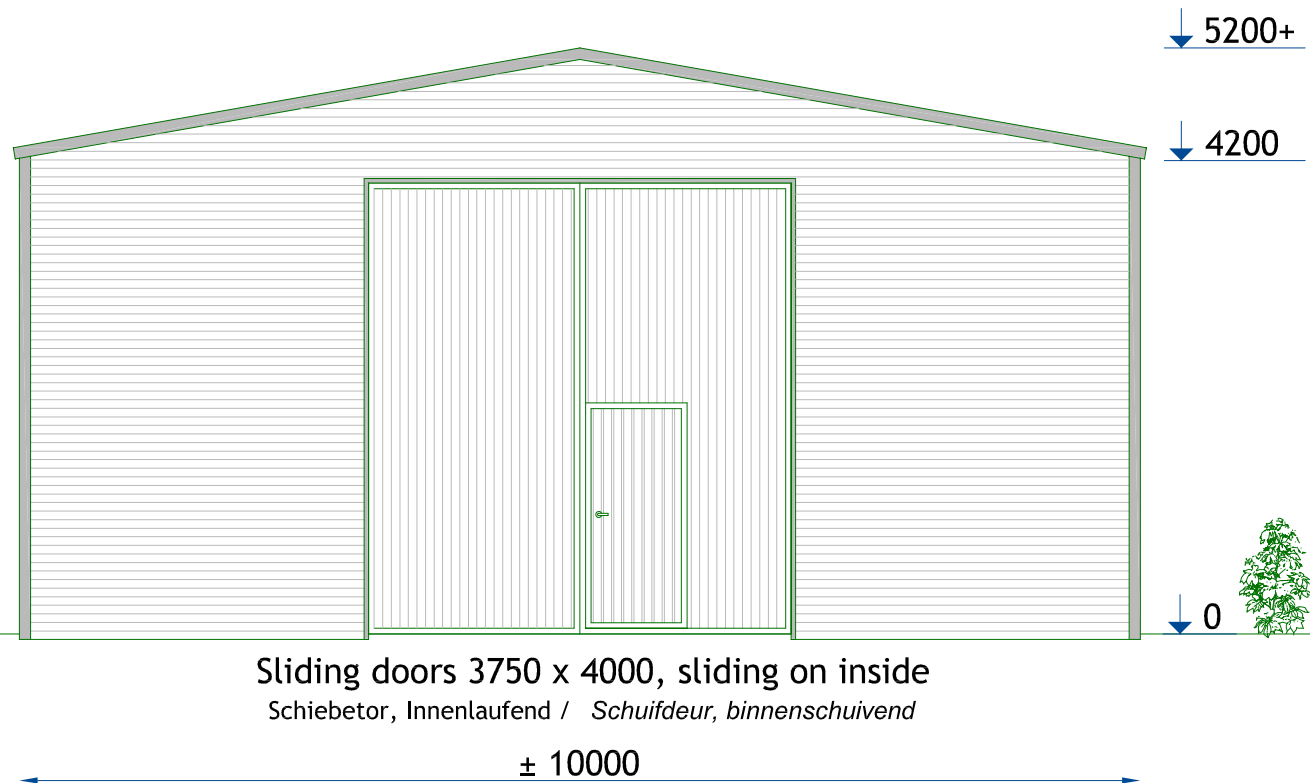 5200+
4200
0
Sliding doors 3750 x 4000, sliding on inside
Schiebetor, Innenlaufend / Schuifdeur, binnenschuivend
± 10000